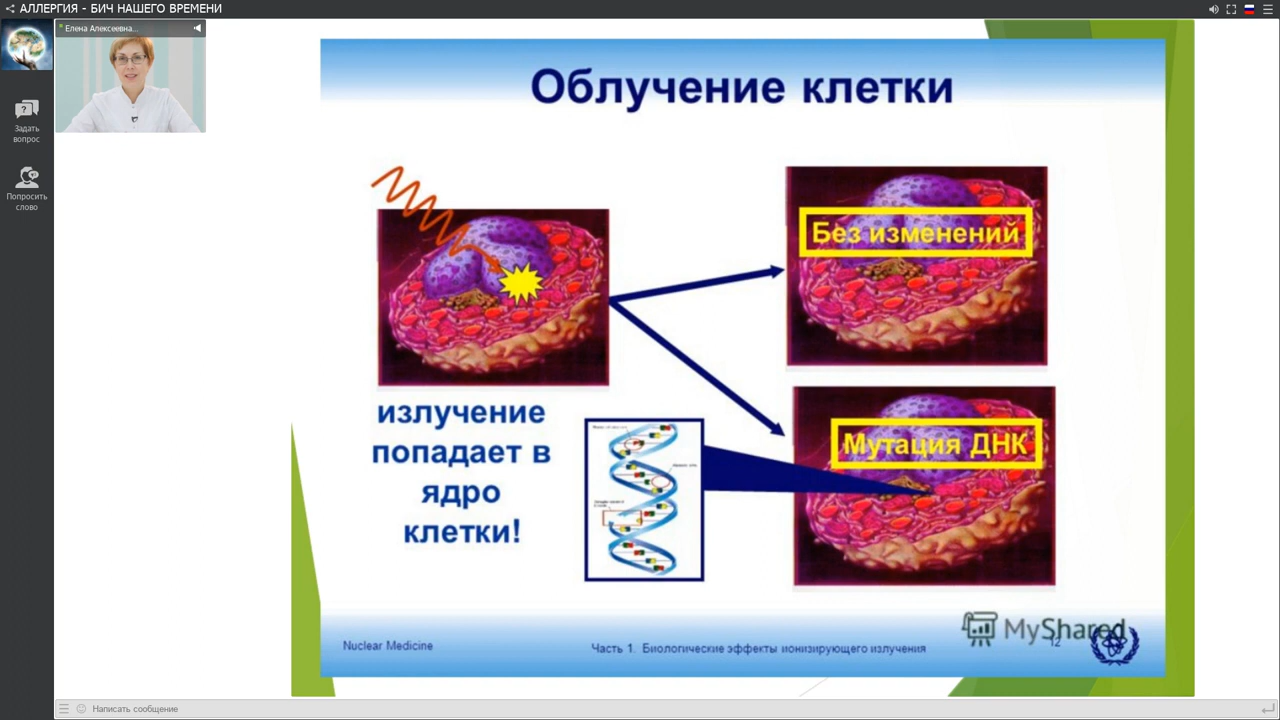 АЛЛЕРГИЯ - БИЧ НАШЕГО ВРЕМЕНИ
Елена Алексеевна...
Задать
вопрос
Попросить
слово
Облучение клетки
Без изменений
излучение
попадает в
ядро
клетки!
Мутация ДНК
MyShared
Nuclear Medicine
Часть 1. Биологические эффекты ионизирующего излучения
12
Написать сообщение